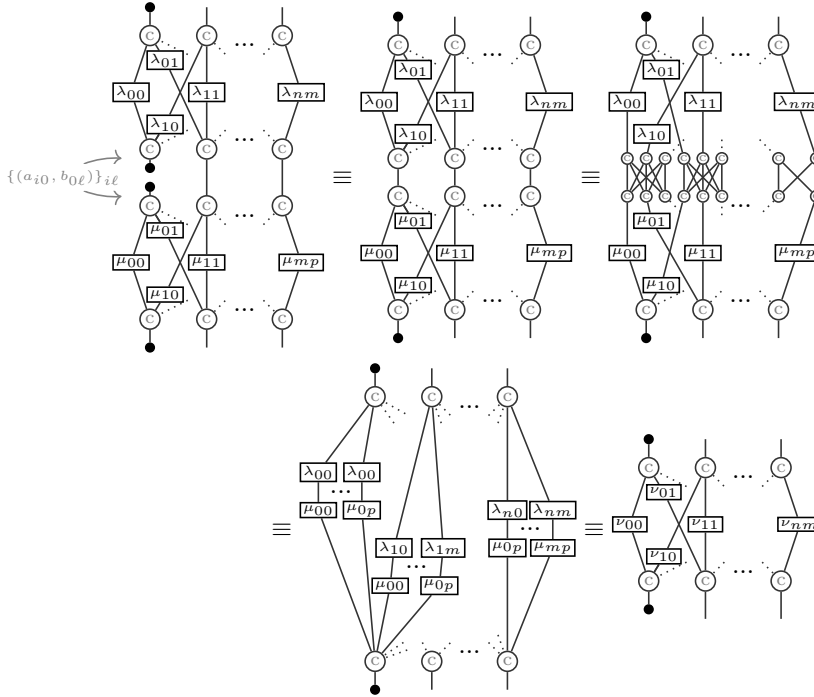 C C ... C
λ₀₁
λ₀₀ λ₁₁ λₙₘ
λ₁₀
C C ... C
{(a_{i0}, b_{0ℓ})}_{iℓ}
C C ... C
μ₀₁
μ₀₀ μ₁₁ μₘₚ
μ₁₀
C C ... C
≡
C C ... C
λ₀₁
λ₀₀ λ₁₁ λₙₘ
λ₁₀
C C ... C
C C ... C
μ₀₁
μ₀₀ μ₁₁ μₘₚ
μ₁₀
C C ... C
≡
C C ... C
λ₀₁
λ₀₀ λ₁₁ λₙₘ
λ₁₀
C C C C C C C C
...
C C C C C C C C
μ₀₁
μ₀₀ μ₁₁ μₘₚ
μ₁₀
C C ... C
≡
C C ... C
λ₀₀ λ₀₀
...
μ₀₀ μ₀ₚ
λₙ₀ λₙₘ
...
μ₀ₚ μₘₚ
λ₁₀ λ₁ₘ
...
μ₀₀ μ₀ₚ
C C ... C
≡
C C ... C
ν₀₁
ν₀₀ ν₁₁ νₙₘ
ν₁₀
C C ... C